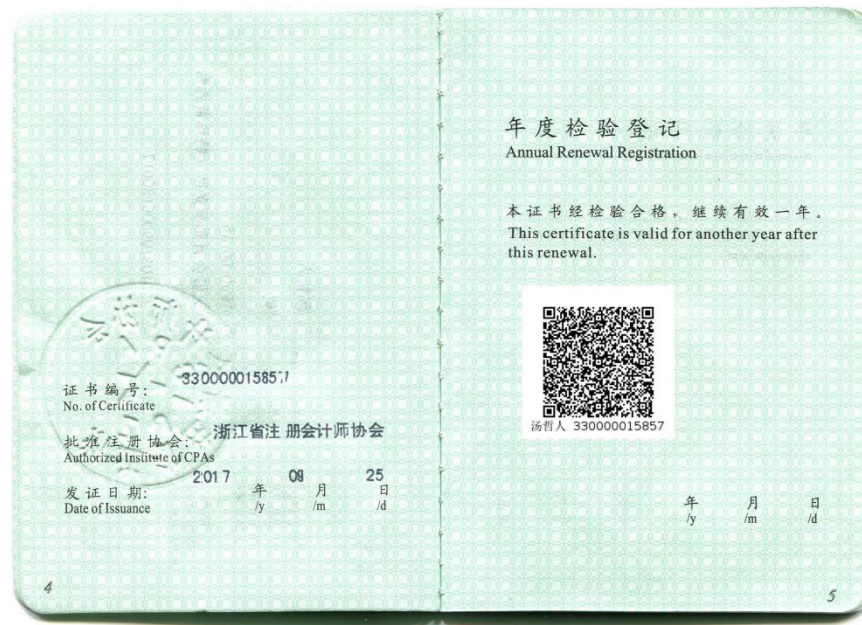 证书编号: 330000015857
No. of Certificate
批准注册协会: 浙江省注册会计师协会
Authorized Institute of CPAs
发证日期: 2017 年 09 月 25 日
Date of Issuance /y /m /d
4
年度检验登记
Annual Renewal Registration
本证书经检验合格，继续有效一年。
This certificate is valid for another year after
this renewal.
汤哲人 330000015857
年 月 日
/y /m /d
5